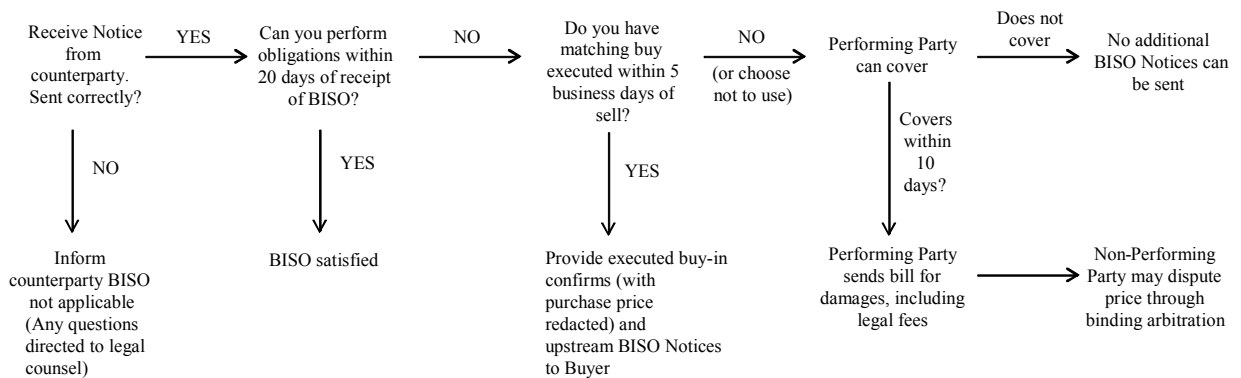 Receive Notice
from
counterparty.
Sent correctly?
YES
Can you perform
obligations within
20 days of receipt
of BISO?
NO
Do you have
matching buy
executed within 5
business days of
sell?
NO
(or choose
not to use)
Performing Party
can cover
Does not
cover
No additional
BISO Notices can
be sent
NO
YES
YES
Covers
within
10
days?
Inform
counterparty BISO
not applicable
(Any questions
directed to legal
counsel)
BISO satisfied
Provide executed buy-in
confirms (with
purchase price
redacted) and
upstream BISO Notices
to Buyer
Performing Party
sends bill for
damages, including
legal fees
Non-Performing
Party may dispute
price through
binding arbitration